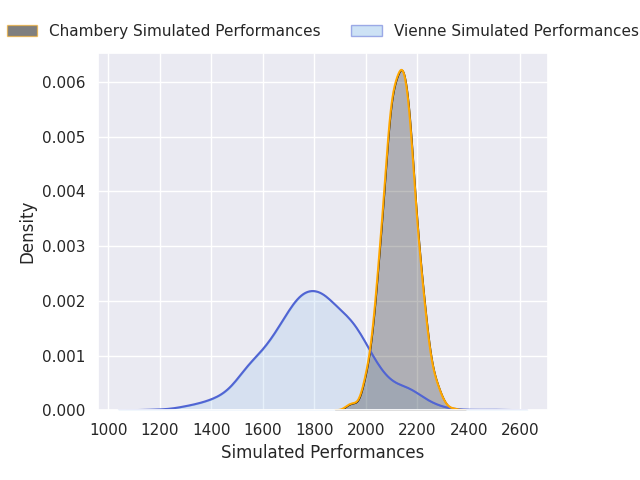 Chambery Simulated Performances
Vienne Simulated Performances
0.006
0.005
0.004
0.003
0.002
0.001
0.000
Density
1000 1200 1400 1600 1800 2000 2200 2400 2600
Simulated Performances